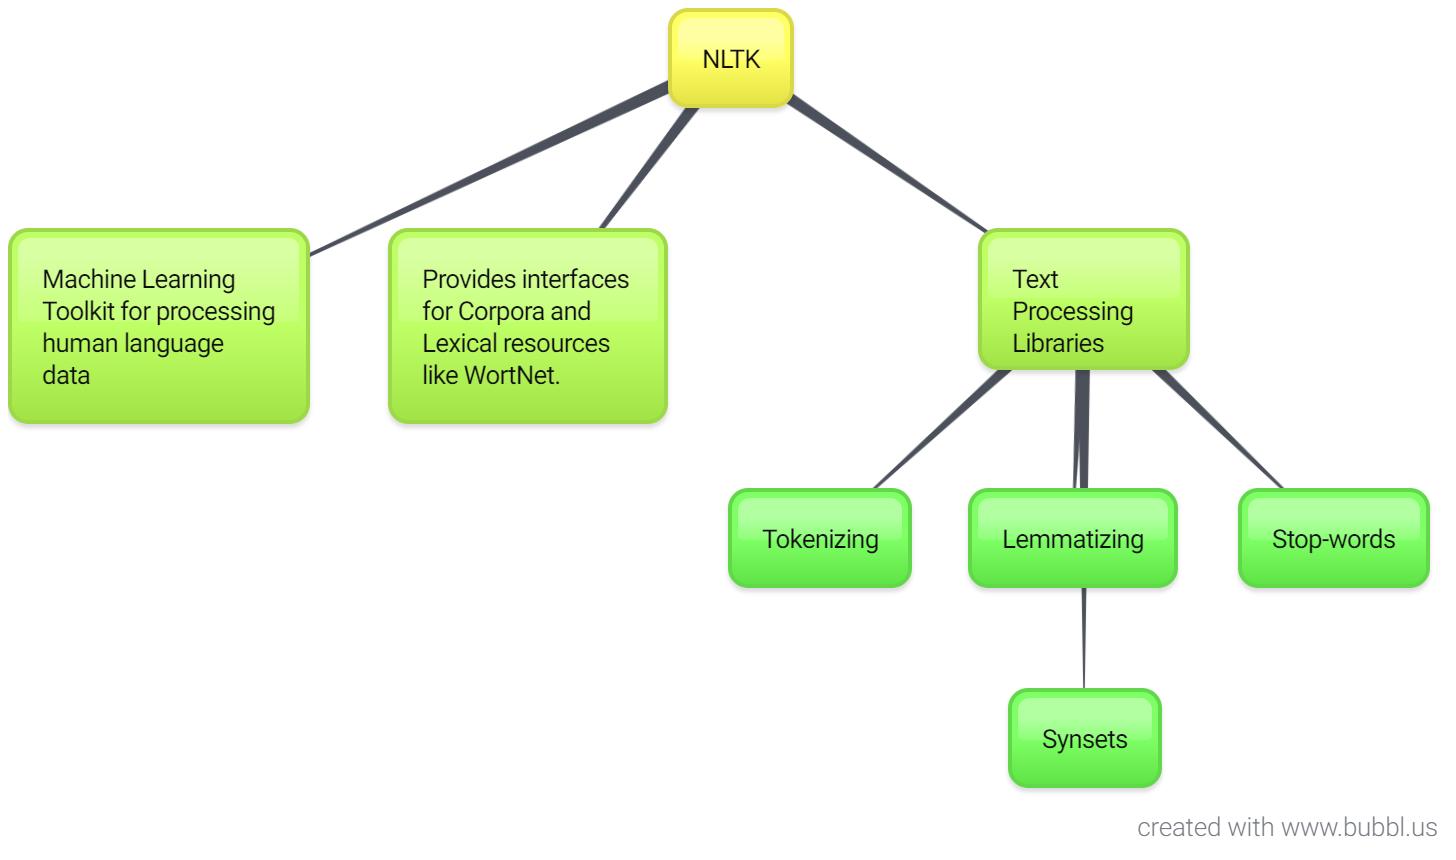 NLTK
Machine Learning
Toolkit for processing
human language
data
Provides interfaces
for Corpora and
Lexical resources
like WortNet.
Text
Processing
Libraries
Tokenizing
Lemmatizing
Stop-words
Synsets
created with www.bubbl.us